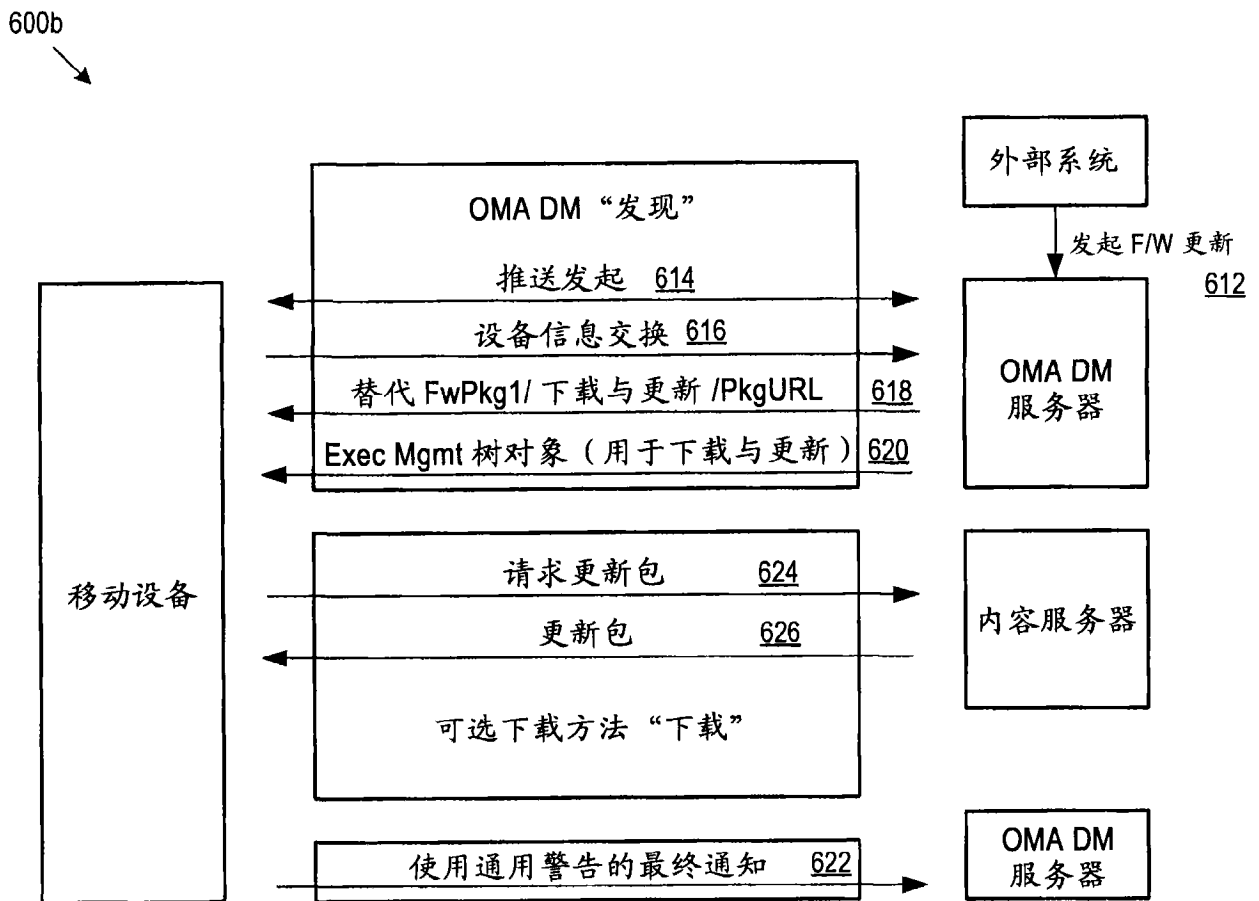 600b
外部系统
发起 F/W 更新
612
OMA DM “发现”
推送发起 614
设备信息交换 616
替代 FwPkg1/ 下载与更新 /PkgURL 618
Exec Mgmt 树对象（用于下载与更新）620
OMA DM
服务器
移动设备
请求更新包 624
更新包 626
可选下载方法“下载”
内容服务器
使用通用警告的最终通知 622
OMA DM
服务器